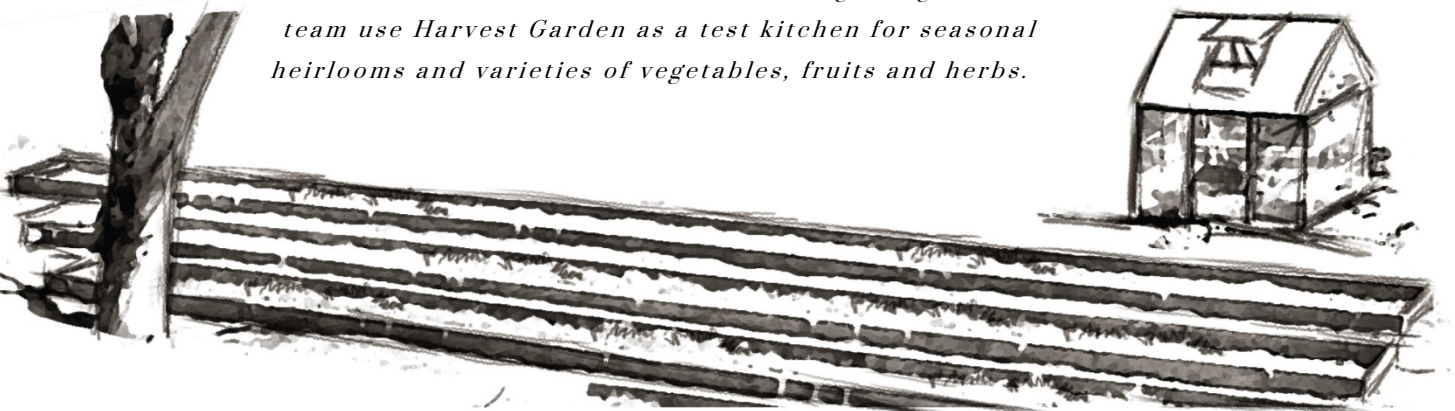 team use Harvest Garden as a test kitchen for seasonal
heirlooms and varieties of vegetables, fruits and herbs.